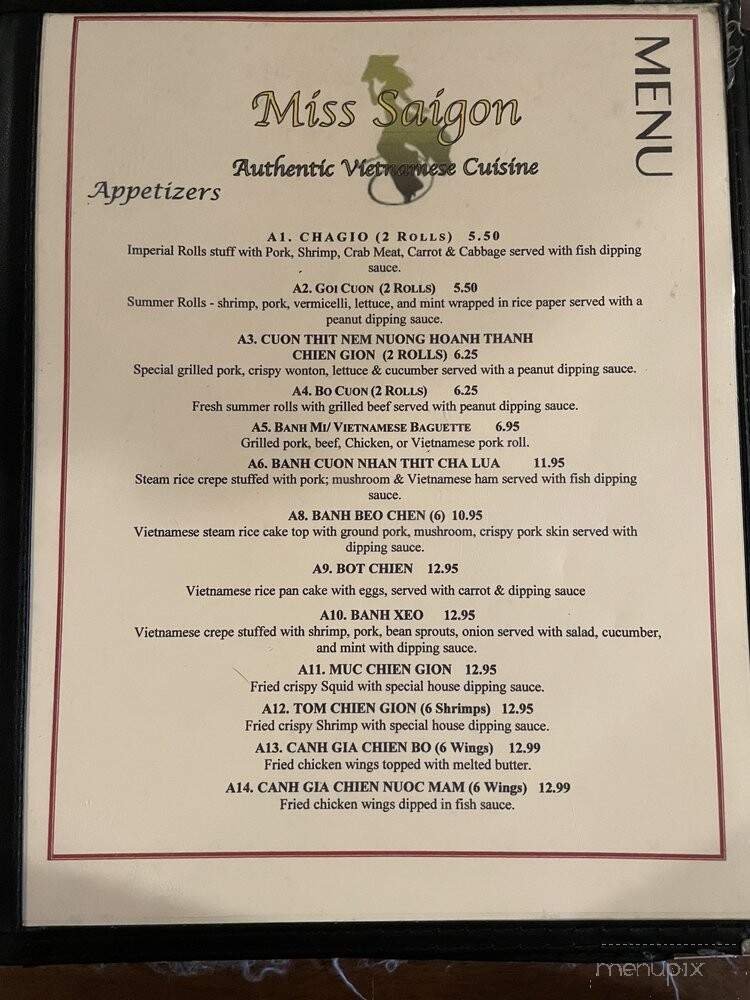 MENU
Miss Saigon
Authentic Vietnamese Cuisine
Appetizers
A1. CHAGIO (2 ROLLS) 5.50
Imperial Rolls stuff with Pork, Shrimp, Crab Meat, Carrot & Cabbage served with fish dipping
sauce.
A2. GOI CUON (2 ROLLS) 5.50
Summer Rolls - shrimp, pork, vermicelli, lettuce, and mint wrapped in rice paper served with a
peanut dipping sauce.
A3. CUON THIT NEM NUONG HOANH THANH
CHIEN GION (2 ROLLS) 6.25
Special grilled pork, crispy wonton, lettuce & cucumber served with a peanut dipping sauce.
A4. BO CUON (2 ROLLS) 6.25
Fresh summer rolls with grilled beef served with peanut dipping sauce.
A5. BANH MI/ VIETNAMESE BAGUETTE 6.95
Grilled pork, beef, Chicken, or Vietnamese pork roll.
A6. BANH CUON NHAN THIT CHA LUA 11.95
Steam rice crepe stuffed with pork; mushroom & Vietnamese ham served with fish dipping
sauce.
A8. BANH BEO CHEN (6) 10.95
Vietnamese steam rice cake top with ground pork, mushroom, crispy pork skin served with
dipping sauce.
A9. BOT CHIEN 12.95
Vietnamese rice pan cake with eggs, served with carrot & dipping sauce
A10. BANH XEO 12.95
Vietnamese crepe stuffed with shrimp, pork, bean sprouts, onion served with salad, cucumber,
and mint with dipping sauce.
A11. MUC CHIEN GION 12.95
Fried crispy Squid with special house dipping sauce.
A12. TOM CHIEN GION (6 Shrimps) 12.95
Fried crispy Shrimp with special house dipping sauce.
A13. CANH GIA CHIEN BO (6 Wings) 12.99
Fried chicken wings topped with melted butter.
A14. CANH GIA CHIEN NUOC MAM (6 Wings) 12.99
Fried chicken wings dipped in fish sauce.
menupix